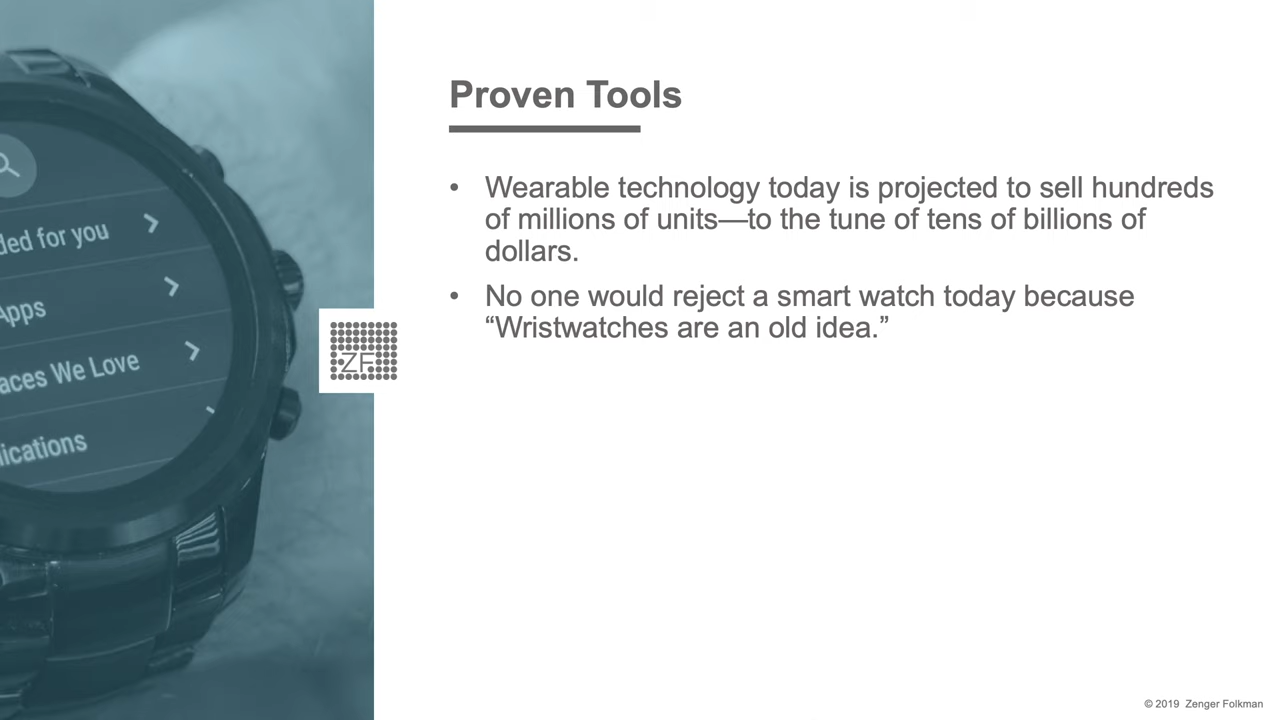 Proven Tools
• Wearable technology today is projected to sell hundreds
of millions of units—to the tune of tens of billions of
dollars.
• No one would reject a smart watch today because
“Wristwatches are an old idea.”
ded for you
Apps
aces We Love
lications
ZF
© 2019 Zenger Folkman